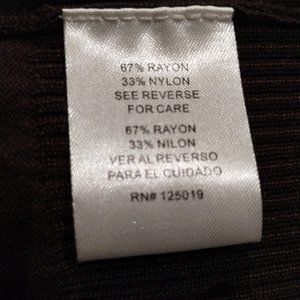 67% RAYON
33% NYLON
SEE REVERSE
FOR CARE
67% RAYON
33% NILON
VER AL REVERSO
PARA EL CUIDADO
RN# 125019